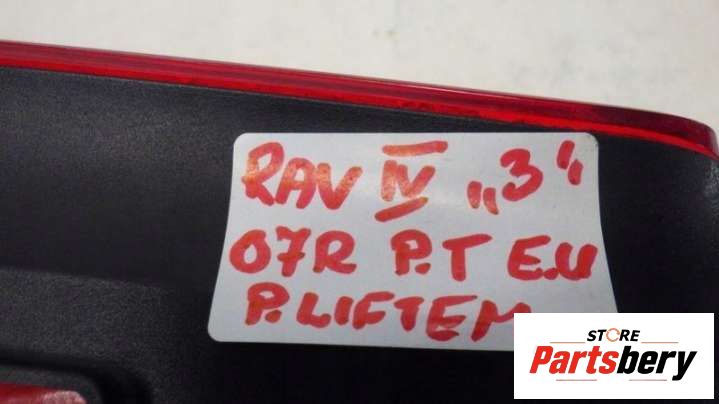 RAV IV „3"
07R P.T E.U
P.LIFTEM
STORE
Partsbery